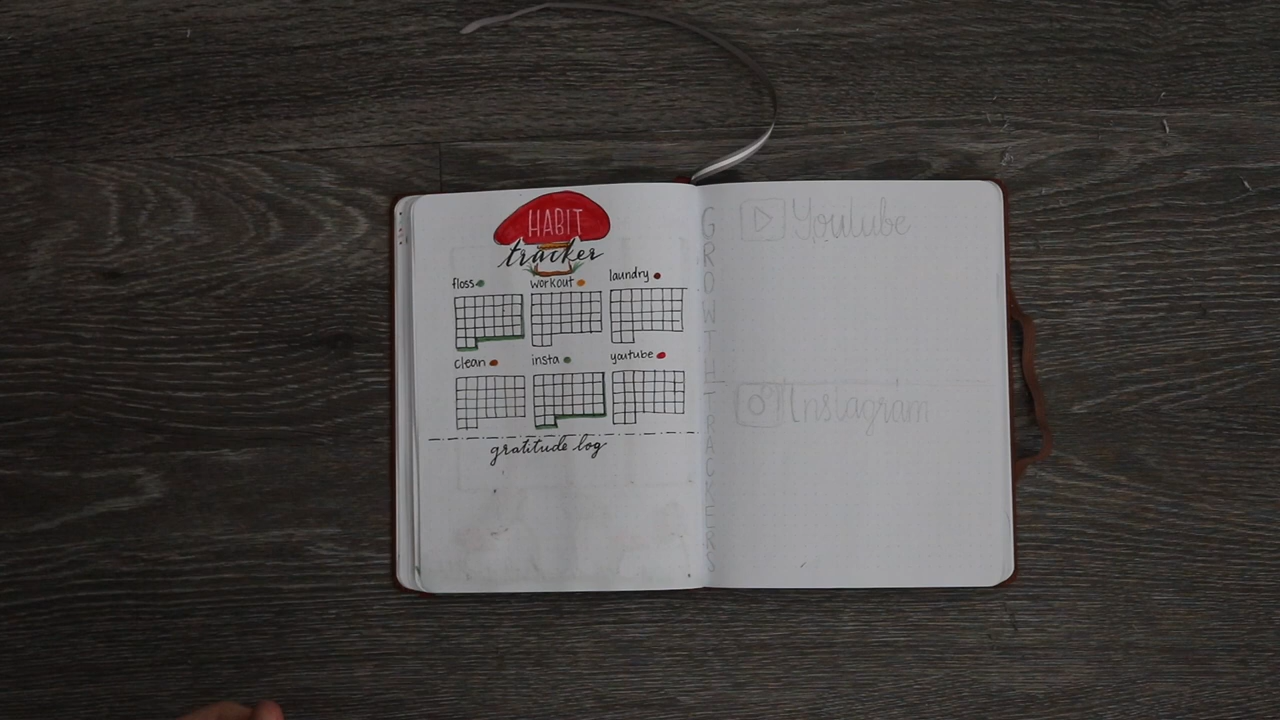 HABIT
tracker
floss workout laundry
clean insta youtube
gratitude log
GROWTH TRACKERS
Youtube
Instagram